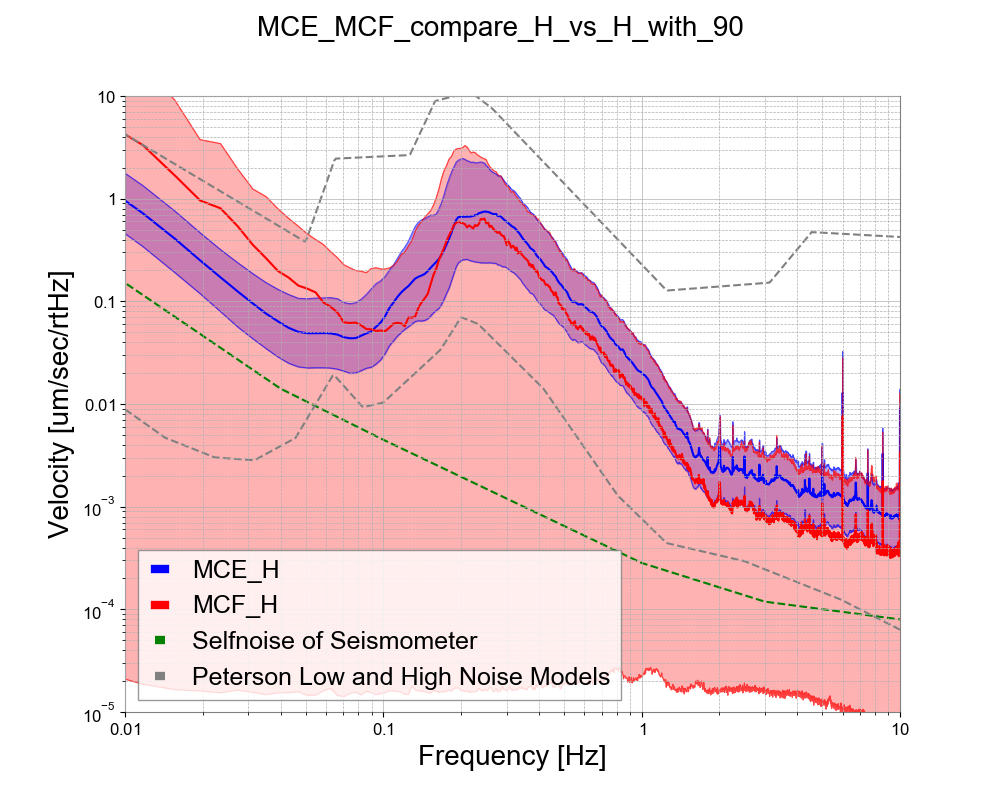 MCE_MCF_compare_H_vs_H_with_90
Velocity [um/sec/rtHz]
10
1
0.1
0.01
10⁻³
10⁻⁴
10⁻⁵
MCE_H
MCF_H
Selfnoise of Seismometer
Peterson Low and High Noise Models
0.01
0.1
1
10
Frequency [Hz]